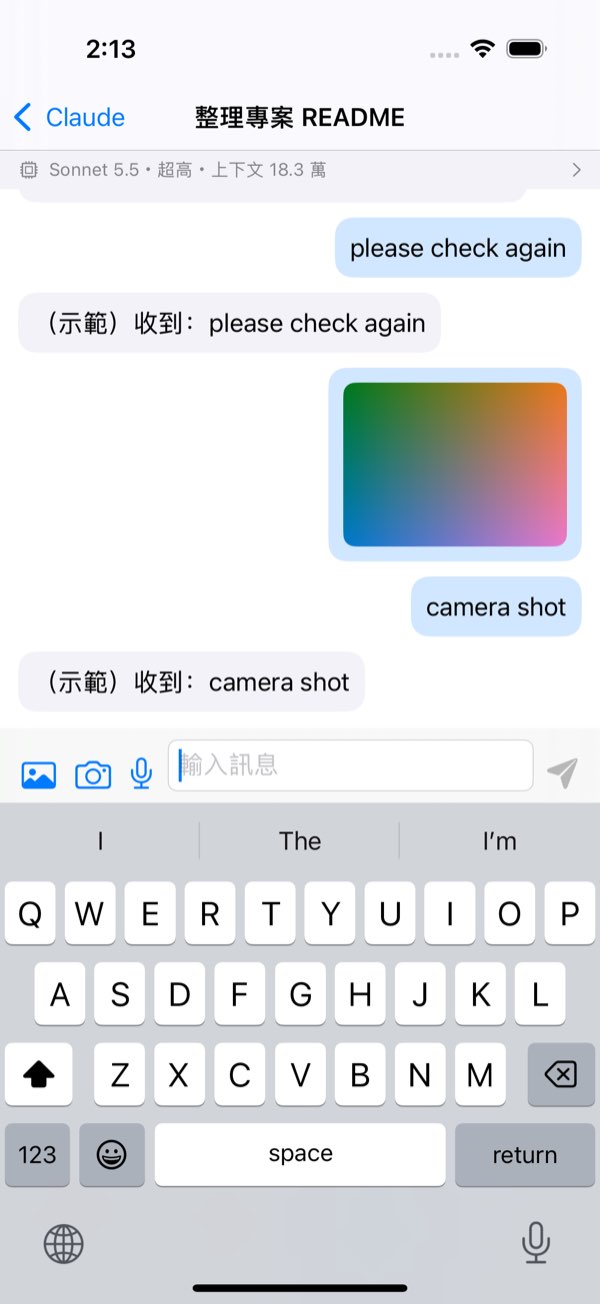 2:13
Claude
整理專案 README
Sonnet 5.5・超高・上下文 18.3 萬
please check again
（示範）收到：please check again
camera shot
（示範）收到：camera shot
輸入訊息
I The I’m
Q W E R T Y U I O P
A S D F G H J K L
Z X C V B N M
123 space return